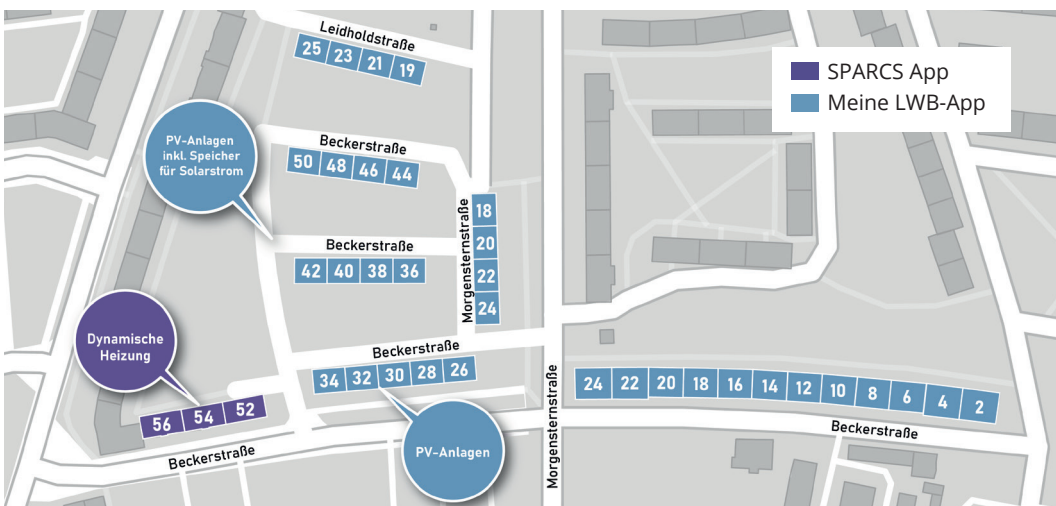 Leidholdstraße
25 23 21 19
SPARCS App
Meine LWB-App
PV-Anlagen
inkl. Speicher
für Solarstrom
Beckerstraße
50 48 46 44
Morgensternstraße
18
20
22
24
Beckerstraße
42 40 38 36
Dynamische
Heizung
Beckerstraße
34 32 30 28 26
56 54 52
Beckerstraße
PV-Anlagen
Morgensternstraße
24 22 20 18 16 14 12 10 8 6 4 2
Beckerstraße